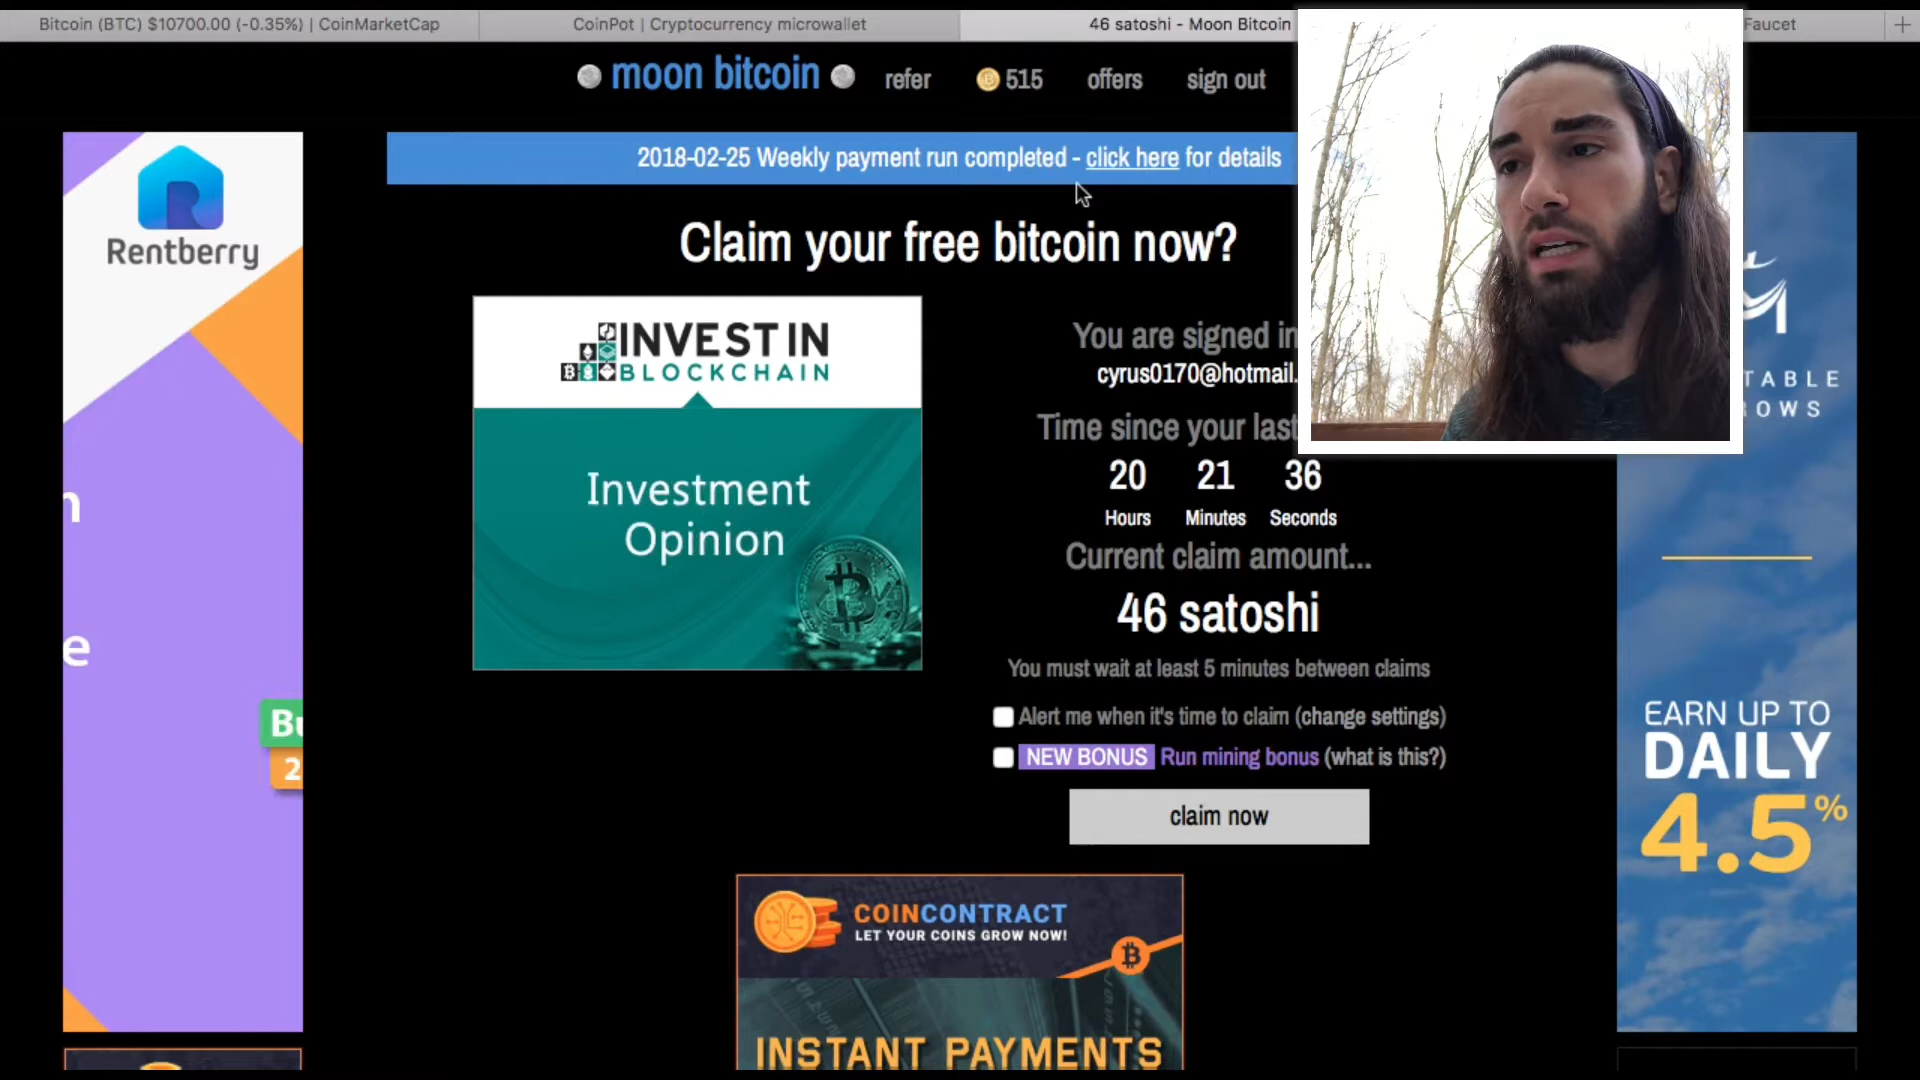 Bitcoin (BTC) $10700.00 (-0.35%) | CoinMarketCap
CoinPot | Cryptocurrency microwallet
46 satoshi - Moon Bitcoin
Faucet
moon bitcoin
refer
515
offers
sign out
2018-02-25 Weekly payment run completed - click here for details
Claim your free bitcoin now?
Rentberry
INVEST IN
BLOCKCHAIN
Investment
Opinion
You are signed in
cyrus0170@hotmail.
Time since your last
20 21 36
Hours Minutes Seconds
Current claim amount...
46 satoshi
You must wait at least 5 minutes between claims
Alert me when it's time to claim (change settings)
NEW BONUS Run mining bonus (what is this?)
claim now
COINCONTRACT
LET YOUR COINS GROW NOW!
INSTANT PAYMENTS
EARN UP TO
DAILY
4.5%